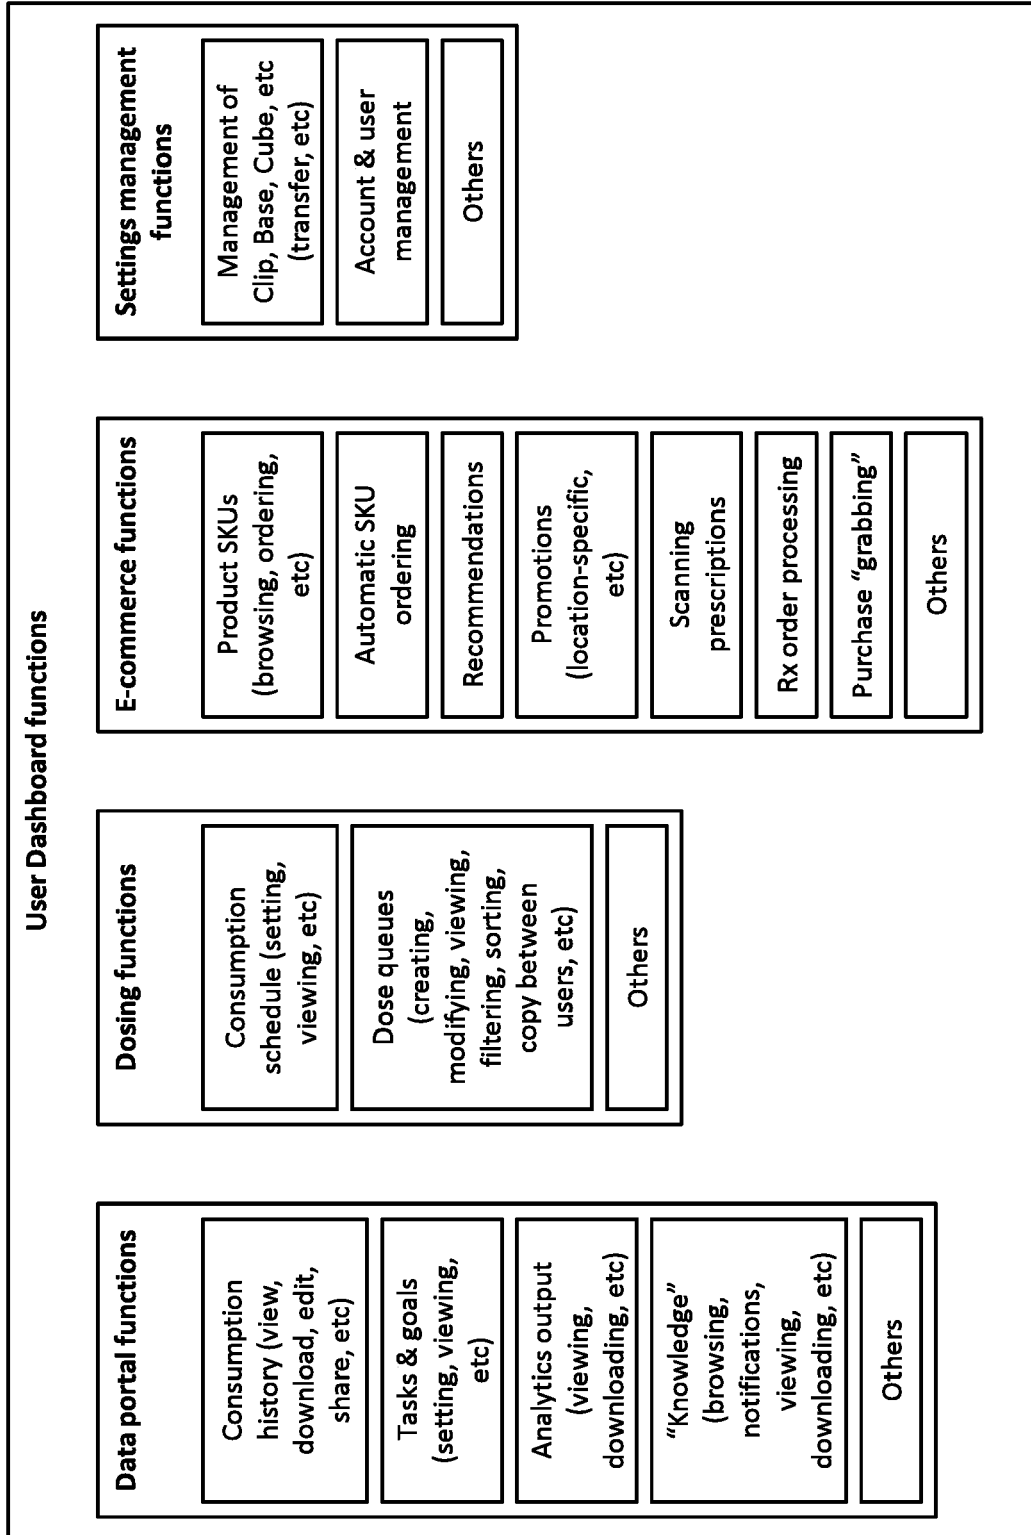 User Dashboard functions
Data portal functions
Consumption
history (view,
download, edit,
share, etc)
Tasks & goals
(setting, viewing,
etc)
Analytics output
(viewing,
downloading, etc)
“Knowledge”
(browsing,
notifications,
viewing,
downloading, etc)
Others
Dosing functions
Consumption
schedule (setting,
viewing, etc)
Dose queues
(creating,
modifying, viewing,
filtering, sorting,
copy between
users, etc)
Others
E-commerce functions
Product SKUs
(browsing, ordering,
etc)
Automatic SKU
ordering
Recommendations
Promotions
(location-specific,
etc)
Scanning
prescriptions
Rx order processing
Purchase “grabbing”
Others
Settings management
functions
Management of
Clip, Base, Cube, etc
(transfer, etc)
Account & user
management
Others